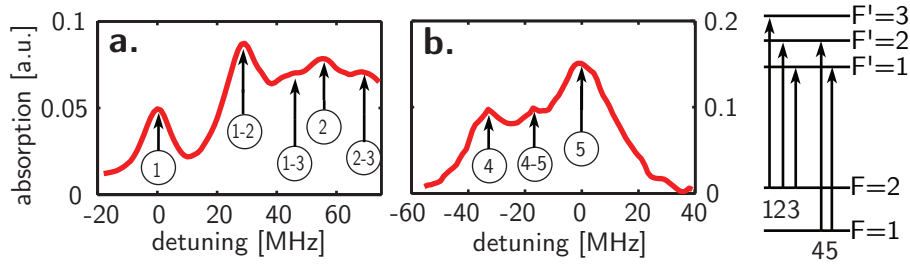 a.
absorption [a.u.]
0.1
0.05
0
1
1-2
1-3
2
2-3
-20 0 20 40 60
detuning [MHz]
b.
0.2
0.1
0
4
4-5
5
-60 -40 -20 0 20 40
detuning [MHz]
F'=3
F'=2
F'=1
F=2
123
F=1
45